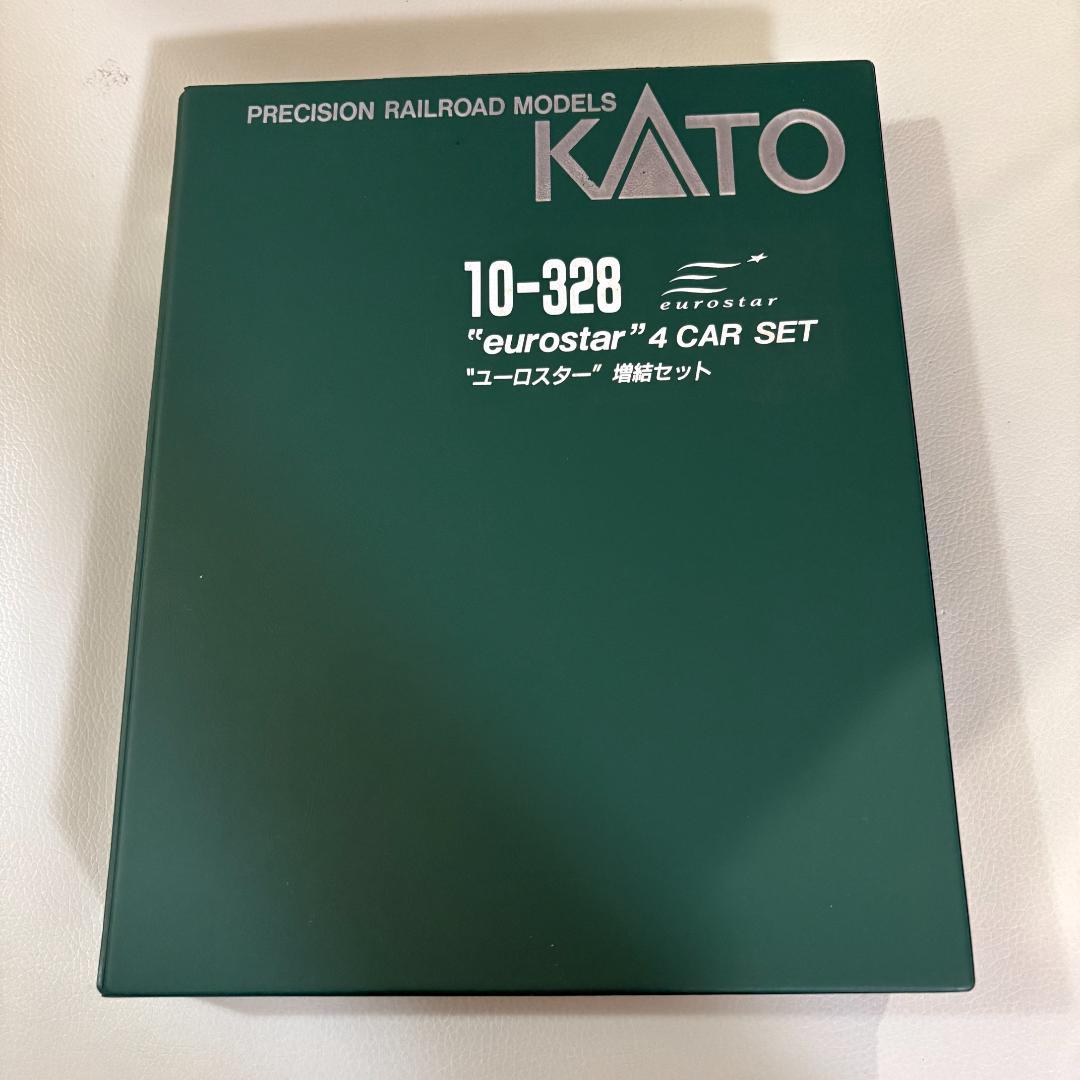 PRECISION RAILROAD MODELS
KATO
10-328
eurostar
"eurostar" 4 CAR SET
"ユーロスター" 増結セット